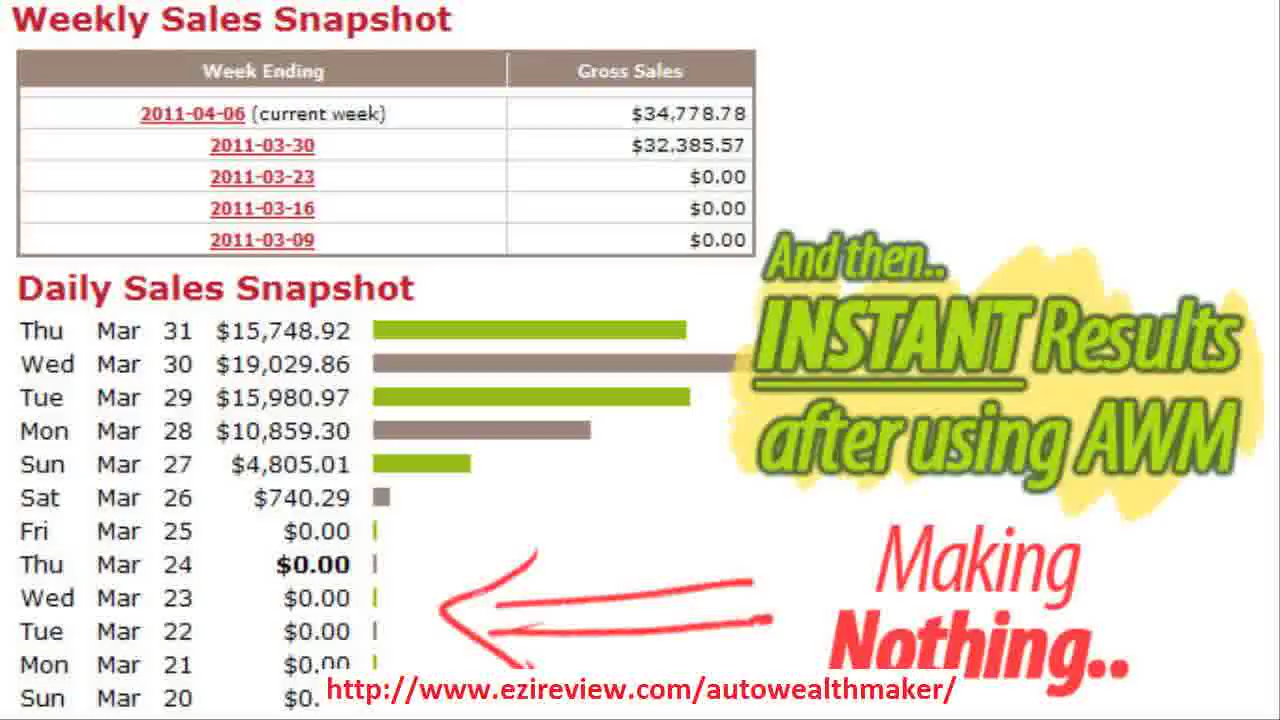 Weekly Sales Snapshot
Week Ending Gross Sales
2011-04-06 (current week) $34,778.78
2011-03-30 $32,385.57
2011-03-23 $0.00
2011-03-16 $0.00
2011-03-09 $0.00
Daily Sales Snapshot
Thu Mar 31 $15,748.92
Wed Mar 30 $19,029.86
Tue Mar 29 $15,980.97
Mon Mar 28 $10,859.30
Sun Mar 27 $4,805.01
Sat Mar 26 $740.29
Fri Mar 25 $0.00
Thu Mar 24 $0.00
Wed Mar 23 $0.00
Tue Mar 22 $0.00
Mon Mar 21 $0.00
Sun Mar 20 $0.
And then..
INSTANT Results
after using AWM
Making
Nothing..
http://www.ezireview.com/autowealthmaker/